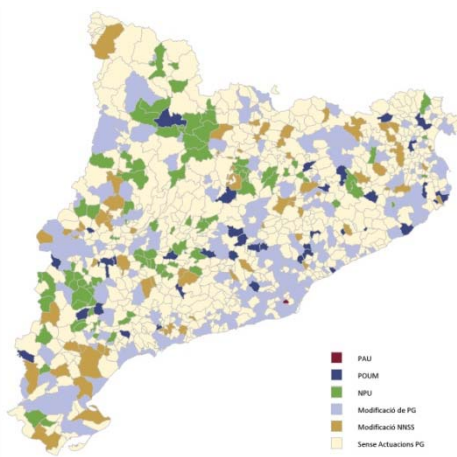 PAU
POUM
NPU
Modificació de PG
Modificació NNSS
Sense Actuacions PG